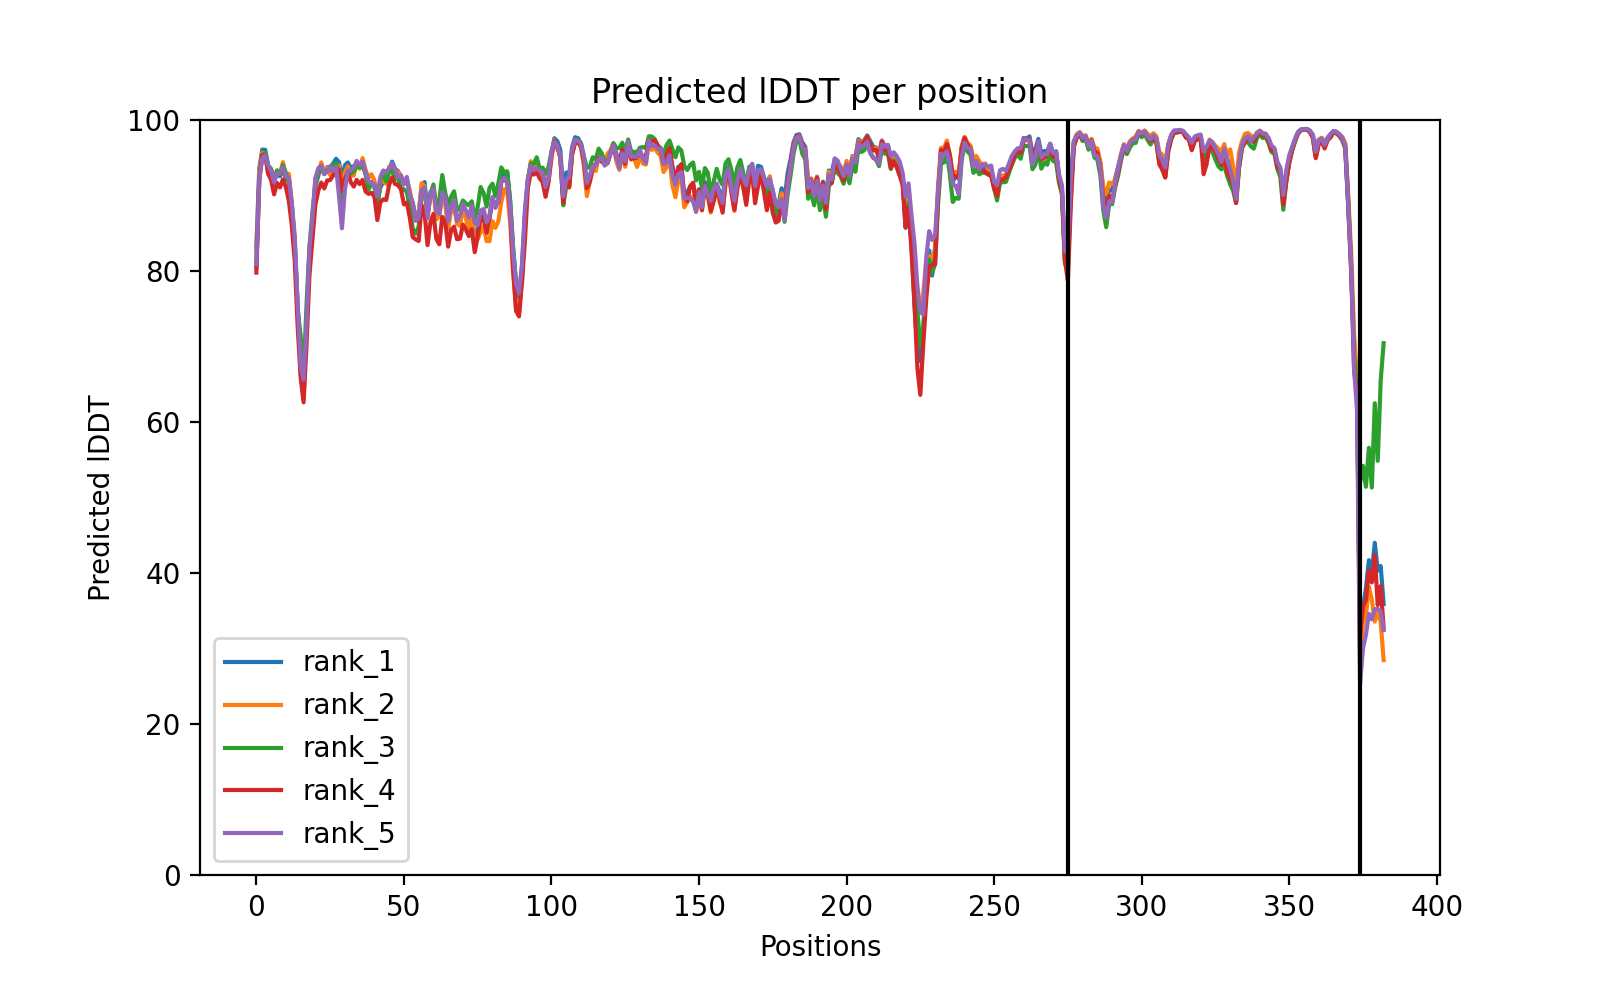 Predicted lDDT per position
100
80
60
40
20
0
Predicted lDDT
rank_1
rank_2
rank_3
rank_4
rank_5
0 50 100 150 200 250 300 350 400
Positions